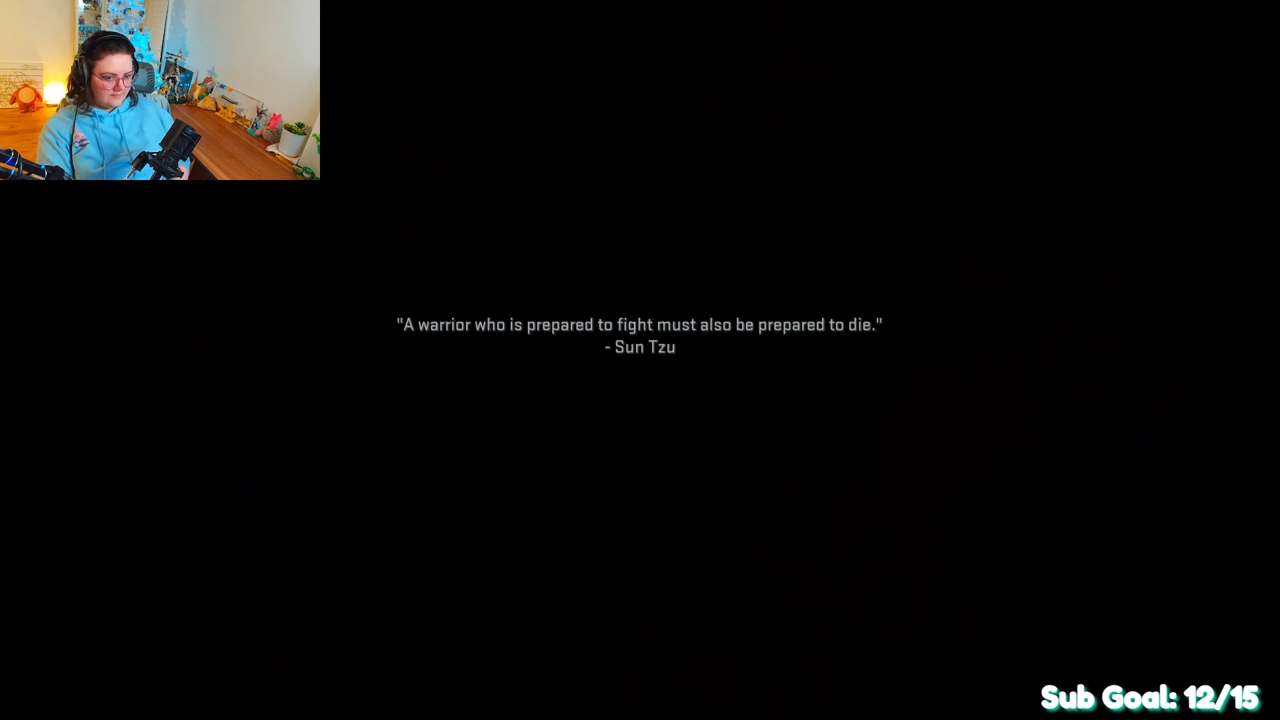 "A warrior who is prepared to fight must also be prepared to die."
- Sun Tzu
Sub Goal: 12/15